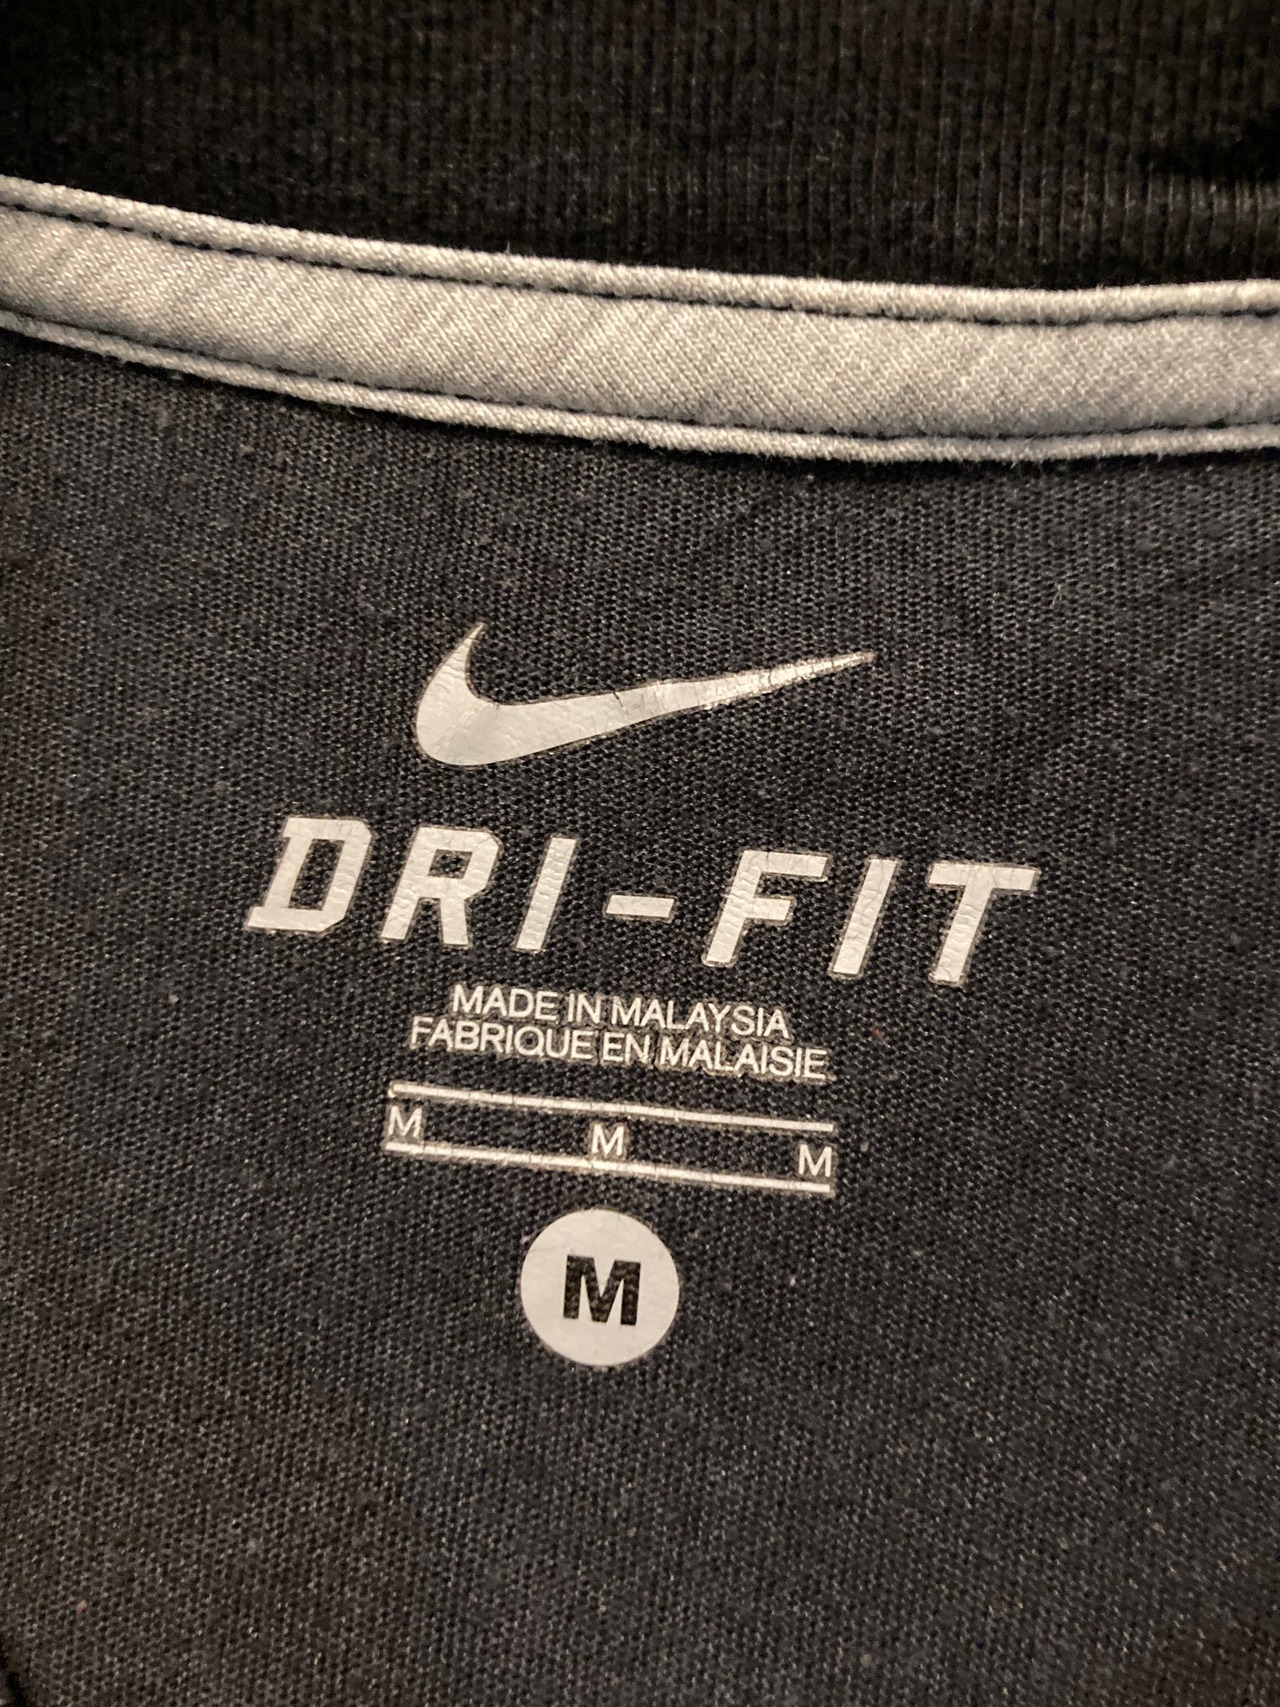 DRI-FIT
MADE IN MALAYSIA
FABRIQUE EN MALAISIE
M M M
M